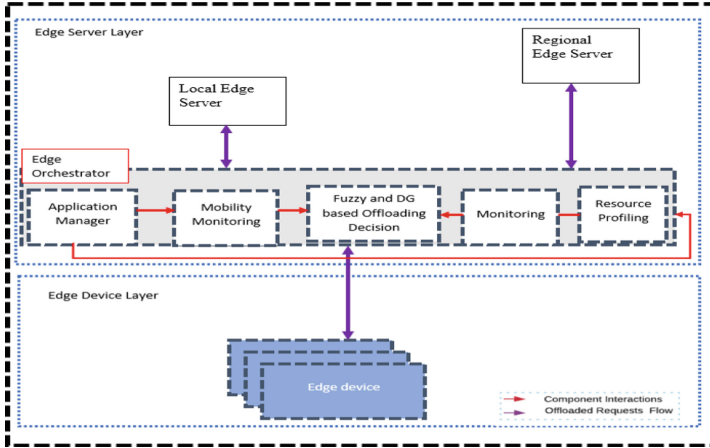 Edge Server Layer
Regional
Edge Server
Local Edge
Server
Edge
Orchestrator
Application
Manager
Mobility
Monitoring
Fuzzy and DG
based Offloading
Decision
Monitoring
Resource
Profiling
Edge Device Layer
Edge device
Component Interactions
Offloaded Requests Flow